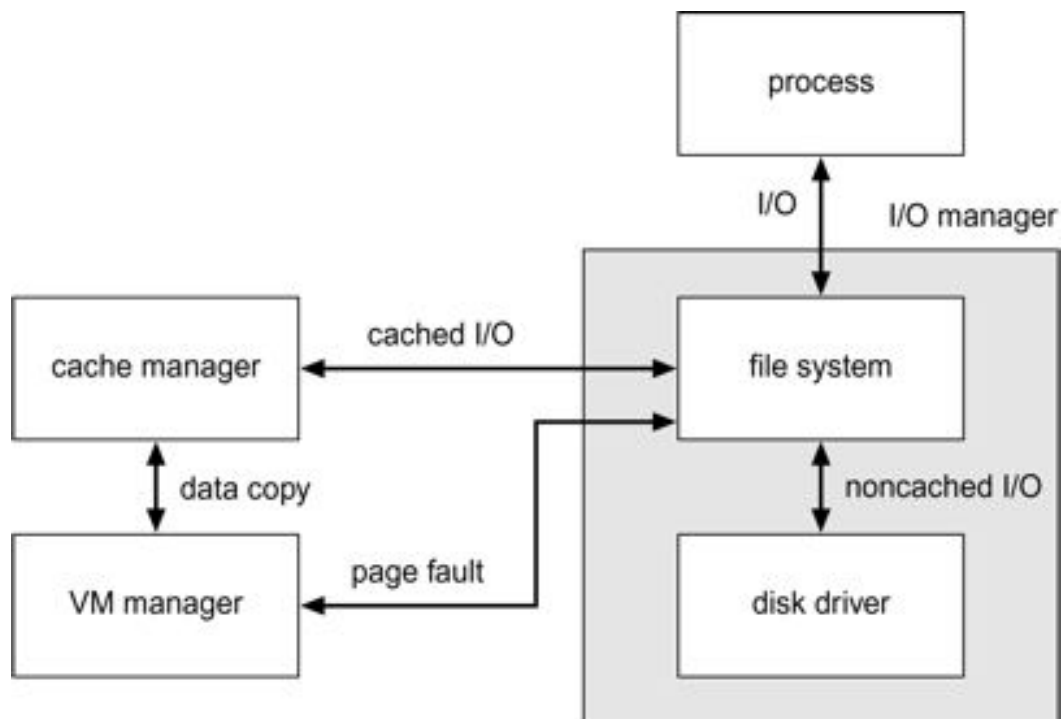 process
I/O
I/O manager
cached I/O
cache manager
file system
data copy
noncached I/O
page fault
VM manager
disk driver